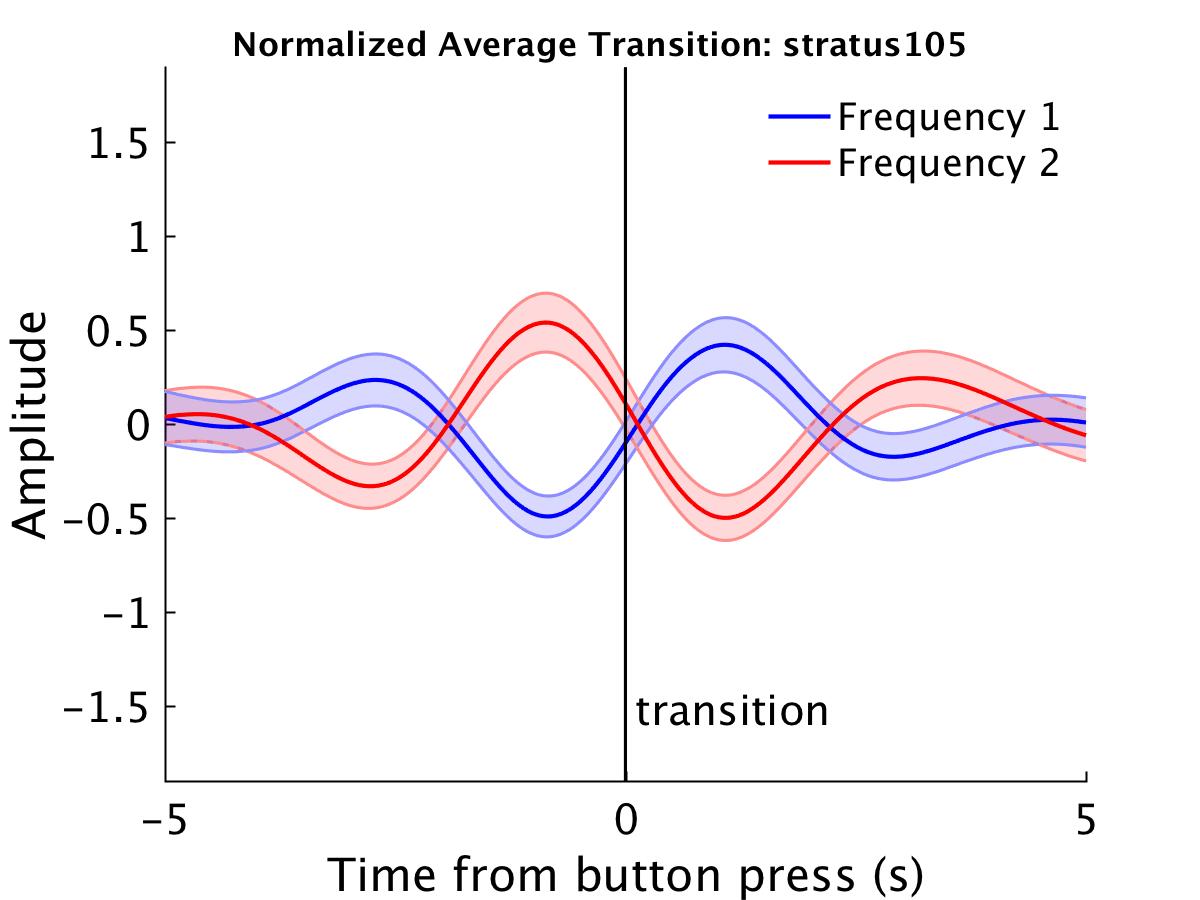 Normalized Average Transition: stratus105
Frequency 1
Frequency 2
1.5
1
0.5
0
−0.5
−1
−1.5
Amplitude
transition
−5
0
5
Time from button press (s)